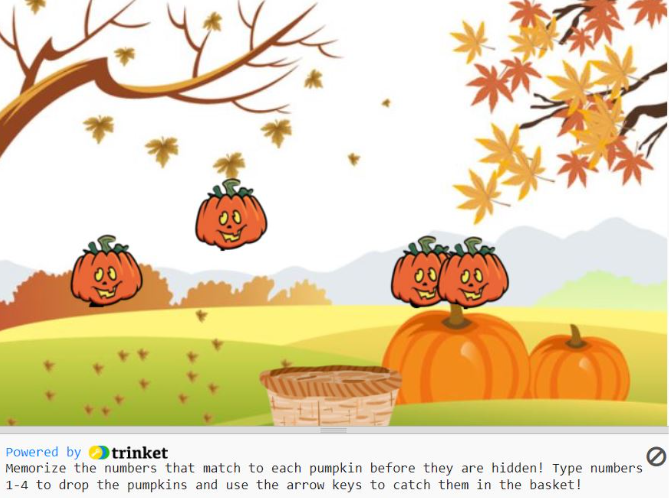 Powered by trinket
Memorize the numbers that match to each pumpkin before they are hidden! Type numbers
1-4 to drop the pumpkins and use the arrow keys to catch them in the basket!